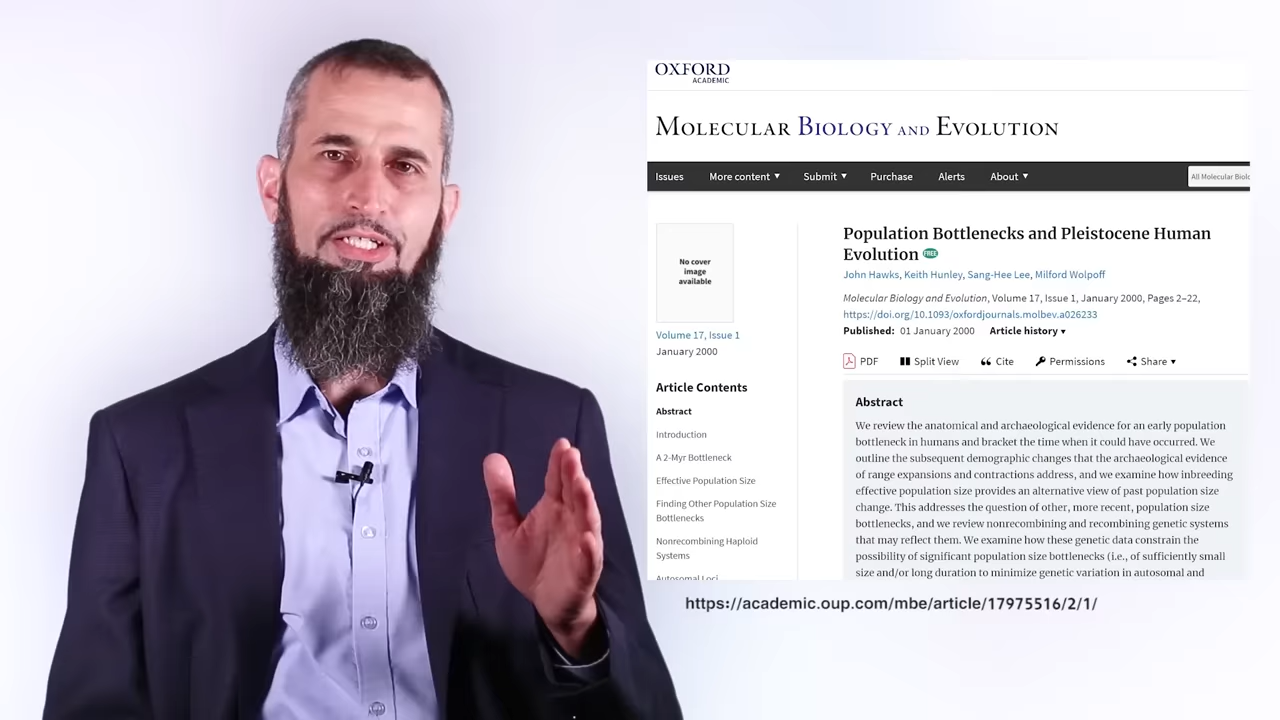 OXFORD
ACADEMIC
MOLECULAR BIOLOGY AND EVOLUTION
Issues More content ▼ Submit ▼ Purchase Alerts About ▼ All Molecular Biolo
No cover
image
available
Volume 17, Issue 1
January 2000
Article Contents
Abstract
Introduction
A 2-Myr Bottleneck
Effective Population Size
Finding Other Population Size
Bottlenecks
Nonrecombining Haploid
Systems
Autosomal Loci
Population Bottlenecks and Pleistocene Human
Evolution FREE
John Hawks, Keith Hunley, Sang-Hee Lee, Milford Wolpoff
Molecular Biology and Evolution, Volume 17, Issue 1, January 2000, Pages 2–22,
https://doi.org/10.1093/oxfordjournals.molbev.a026233
Published: 01 January 2000 Article history ▾
PDF Split View Cite Permissions Share ▼
Abstract
We review the anatomical and archaeological evidence for an early population
bottleneck in humans and bracket the time when it could have occurred. We
outline the subsequent demographic changes that the archaeological evidence
of range expansions and contractions address, and we examine how inbreeding
effective population size provides an alternative view of past population size
change. This addresses the question of other, more recent, population size
bottlenecks, and we review nonrecombining and recombining genetic systems
that may reflect them. We examine how these genetic data constrain the
possibility of significant population size bottlenecks (i.e., of sufficiently small
size and/or long duration to minimize genetic variation in autosomal and
https://academic.oup.com/mbe/article/17975516/2/1/